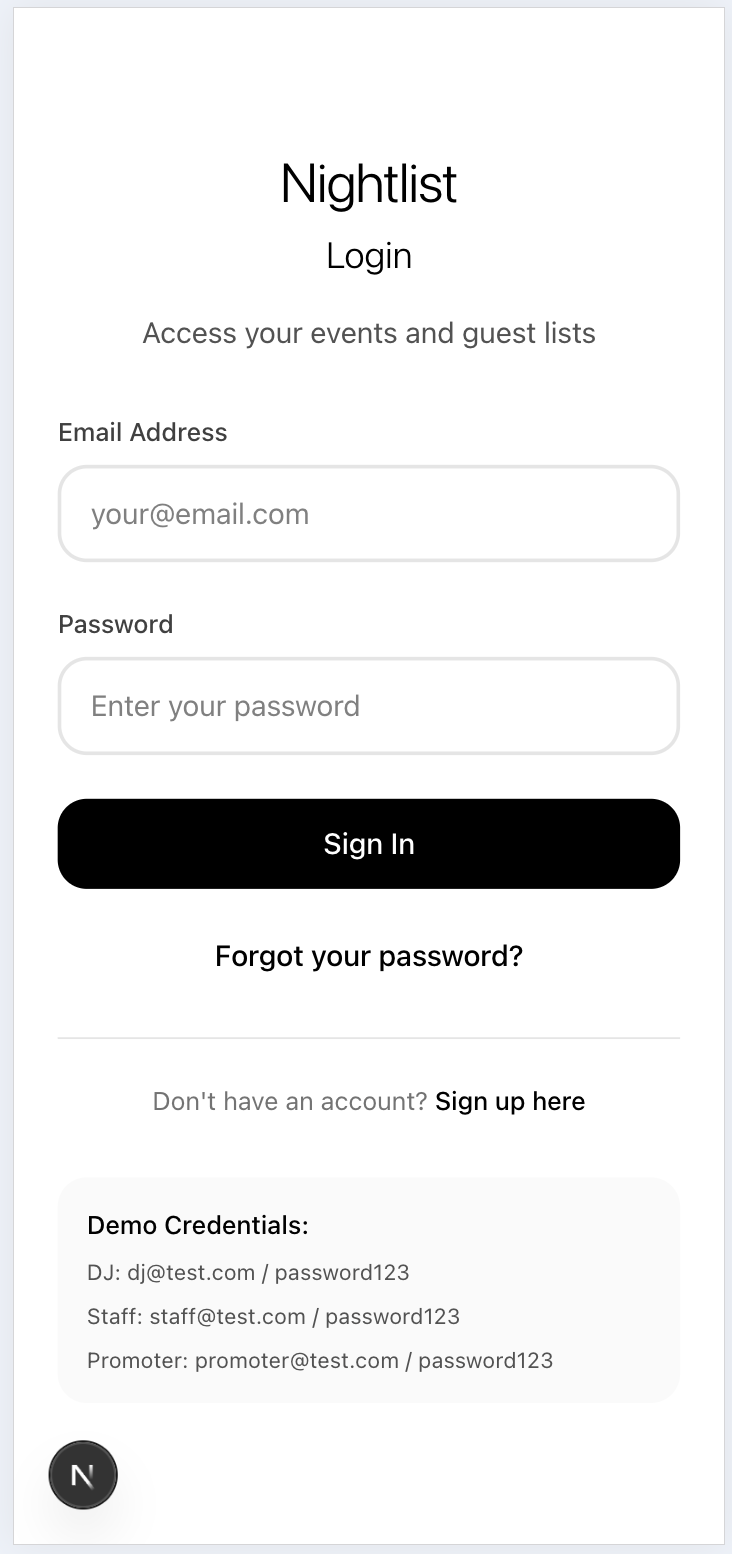 Nightlist
Login
Access your events and guest lists
Email Address
your@email.com
Password
Enter your password
Sign In
Forgot your password?
Don't have an account? Sign up here
Demo Credentials:
DJ: dj@test.com / password123
Staff: staff@test.com / password123
Promoter: promoter@test.com / password123
N